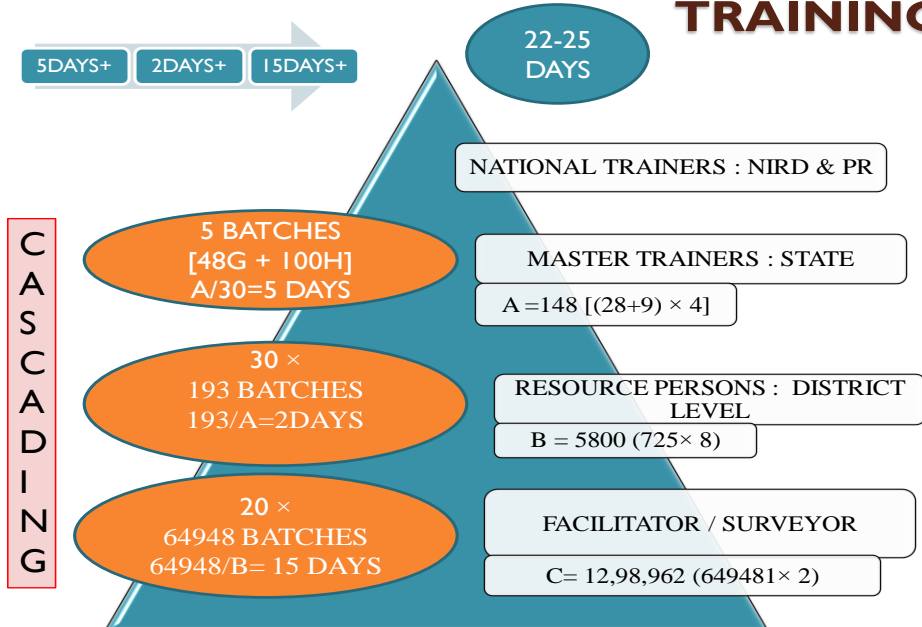 TRAINING
5DAYS+
2DAYS+
15DAYS+
22-25
DAYS
NATIONAL TRAINERS : NIRD & PR
CASCADING
5 BATCHES
[48G + 100H]
A/30=5 DAYS
MASTER TRAINERS : STATE
A =148 [(28+9) × 4]
30 ×
193 BATCHES
193/A=2DAYS
RESOURCE PERSONS : DISTRICT
LEVEL
B = 5800 (725× 8)
20 ×
64948 BATCHES
64948/B= 15 DAYS
FACILITATOR / SURVEYOR
C= 12,98,962 (649481× 2)